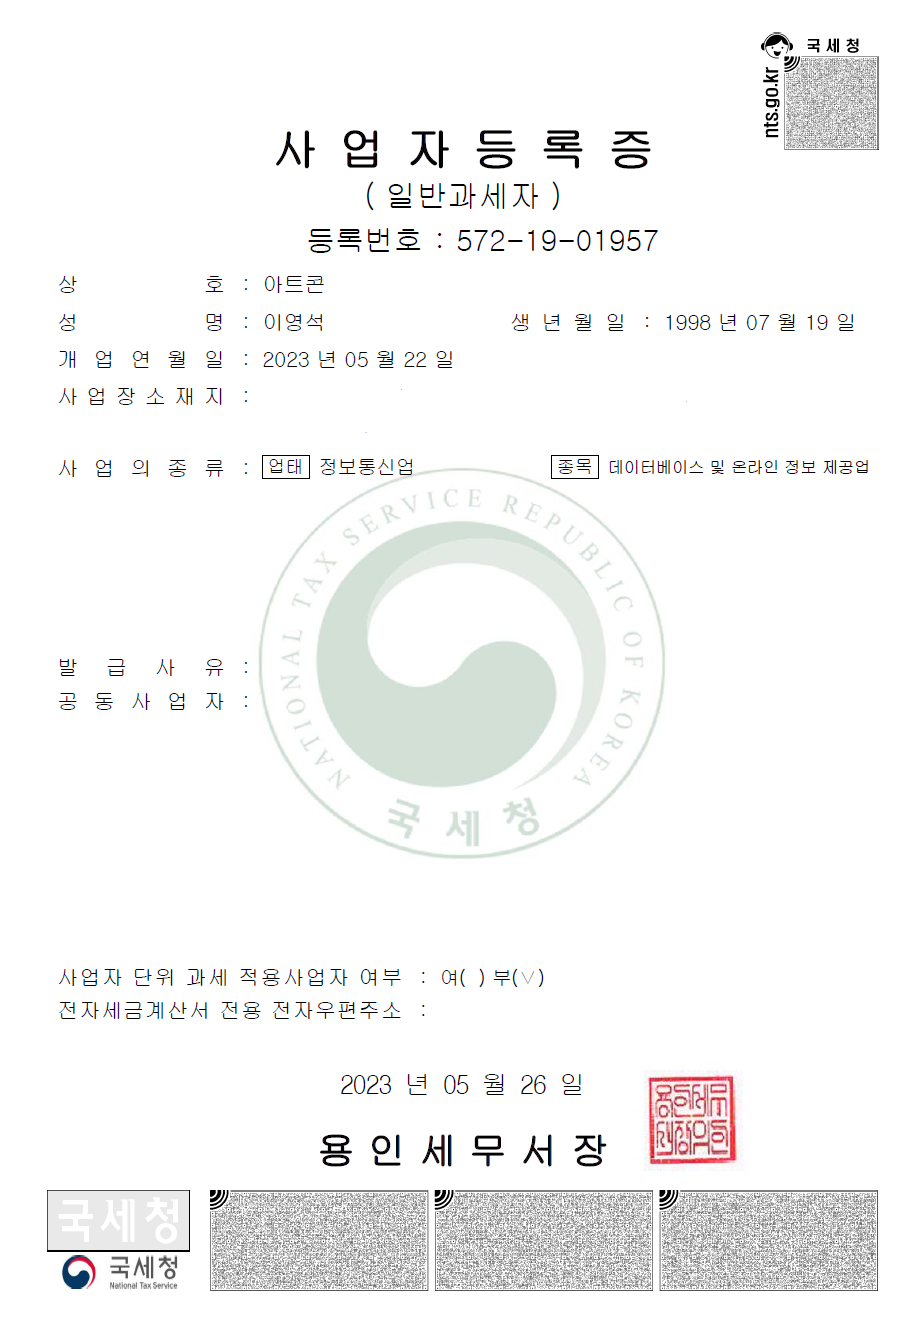 국세청
nts.go.kr
사업자등록증
( 일반과세자 )
등록번호 : 572-19-01957
상 호 : 아트콘
성 명 : 이영석 생년월일 : 1998 년 07 월 19 일
개업연월일 : 2023 년 05 월 22 일
사업장소재지 :
사업의종류 : 업태 정보통신업 종목 데이터베이스 및 온라인 정보 제공업
NATIONAL TAX SERVICE REPUBLIC OF KOREA
국세청
발급사유 :
공동사업자 :
사업자 단위 과세 적용사업자 여부 : 여( ) 부(∨)
전자세금계산서 전용 전자우편주소 :
2023 년 05 월 26 일
용인세무서장
국세청
국세청
National Tax Service